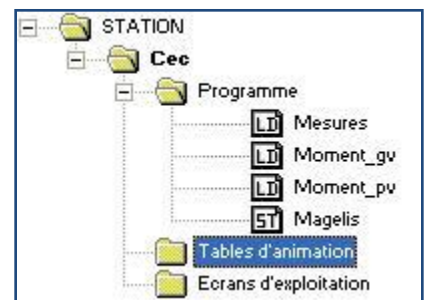 STATION
Cec
Programme
LD Mesures
LD Moment_gv
LD Moment_pv
ST Magelis
Tables d'animation
Ecrans d'exploitation